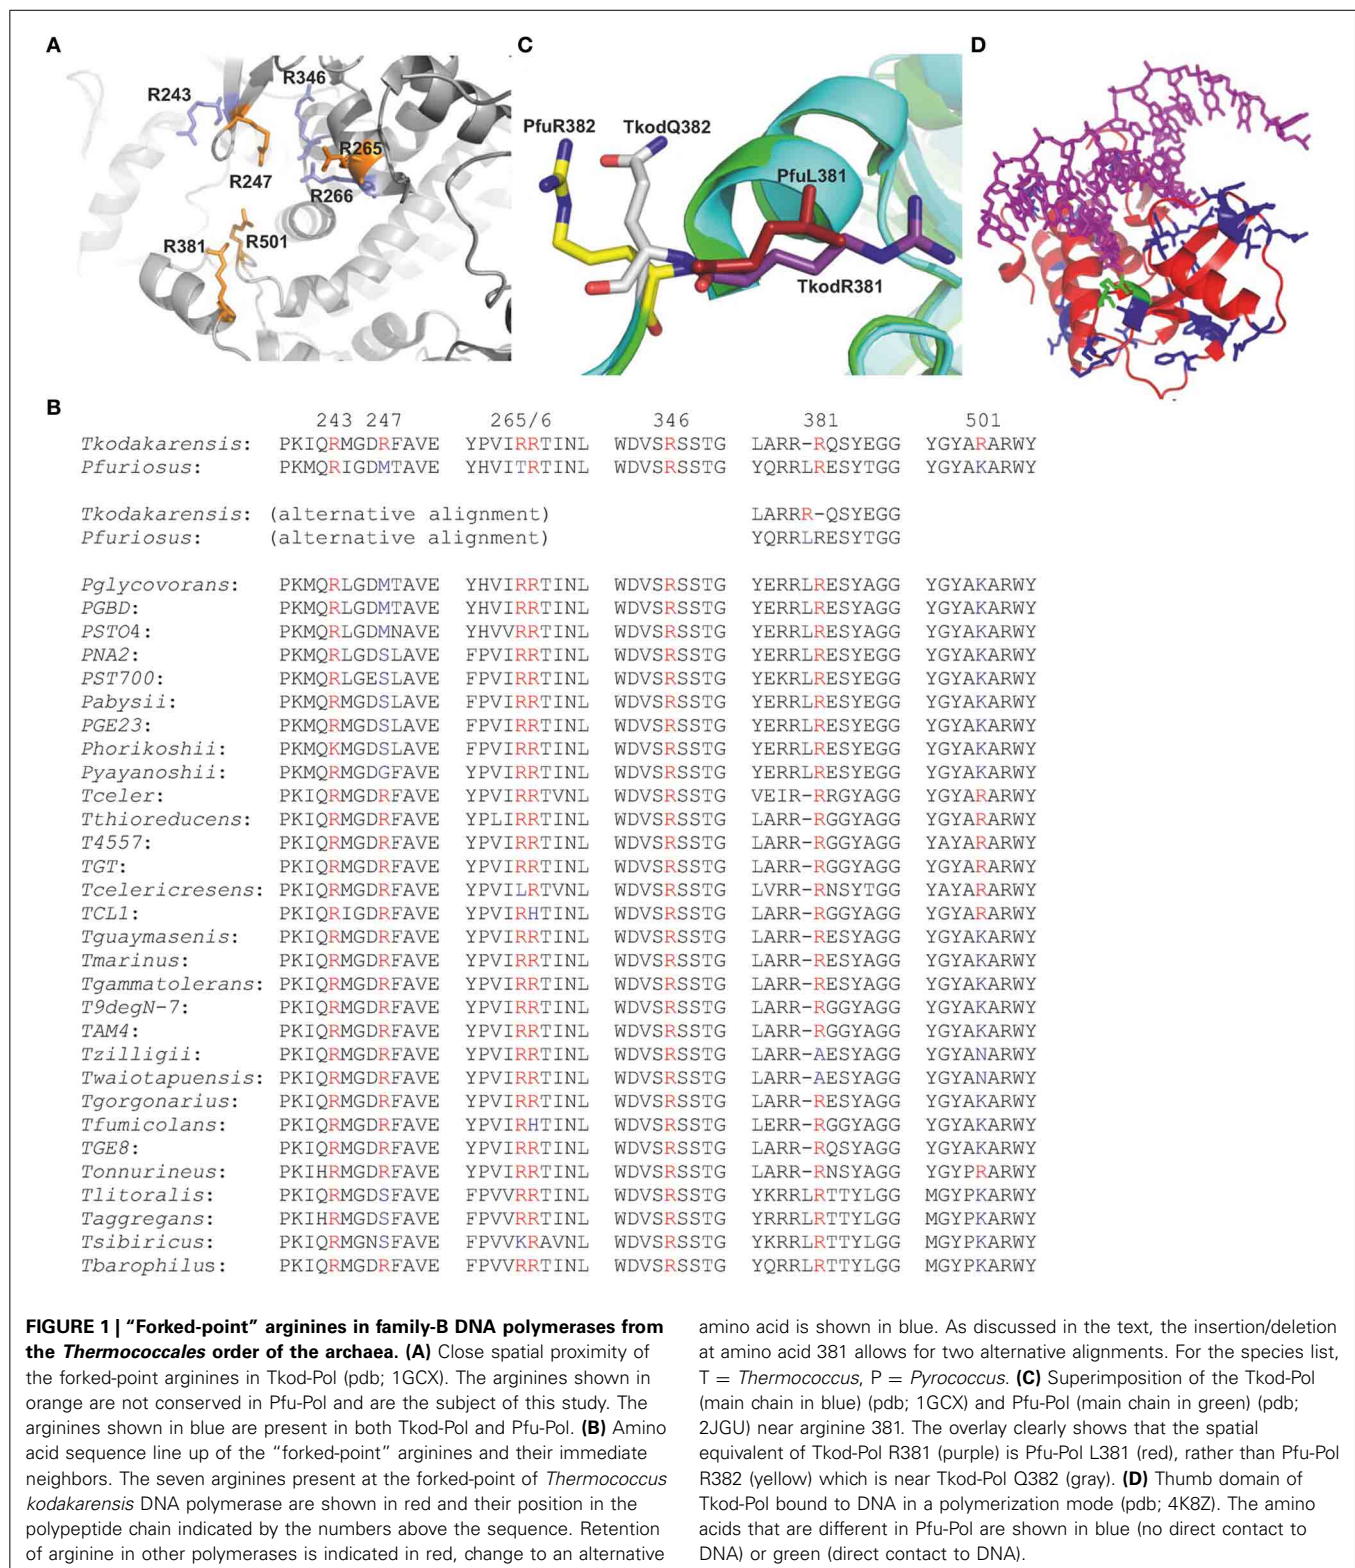 A
R243
R346
R265
R247
R266
R381
R501
C
PfuR382
TkodQ382
PfuL381
TkodR381
D
B
243 247 265/6 346 381 501
Tkodakarensis: PKIQRMGDRFAVE YPVIRRTINL WDVSRSSTG LARR-RQSYEGG YGYARARWY
Pfuriosus: PKMQRIGDMTAVE YHVITRTINL WDVSRSSTG YQRRLRESYTGG YGYAKARWY
Tkodakarensis: (alternative alignment) LARRR-QSYEGG
Pfuriosus: (alternative alignment) YQRRLRESYTGG
Pglycovorans: PKMQRLGDMTAVE YHVIRRTINL WDVSRSSTG YERRLRESYAGG YGYAKARWY
PGBD: PKMQRLGDMTAVE YHVIRRTINL WDVSRSSTG YERRLRESYAGG YGYAKARWY
PSTO4: PKMQRLGDMNAVE YHVVRRTINL WDVSRSSTG YERRLRESYAGG YGYAKARWY
PNA2: PKMQRLGDSLAVE FPVIRRTINL WDVSRSSTG YERRLRESYEGG YGYAKARWY
PST700: PKMQRLGESLAVE FPVIRRTINL WDVSRSSTG YEKRLRESYEGG YGYAKARWY
Pabysii: PKMQRMGDSLAVE FPVIRRTINL WDVSRSSTG YERRLRESYEGG YGYAKARWY
PGE23: PKMQRMGDSLAVE FPVIRRTINL WDVSRSSTG YERRLRESYEGG YGYAKARWY
Phorikoshii: PKMQKMGDSLAVE FPVIRRTINL WDVSRSSTG YERRLRESYEGG YGYAKARWY
Pyayanoshii: PKMQRMGDGFAVE YPVIRRTINL WDVSRSSTG YERRLRESYEGG YGYAKARWY
Tceler: PKIQRMGDRFAVE YPVIRRTVNL WDVSRSSTG VEIR-RRGYAGG YGYARARWY
Tthioreducens: PKIQRMGDRFAVE YPLIRRTINL WDVSRSSTG LARR-RGGYAGG YGYARARWY
T4557: PKIQRMGDRFAVE YPVIRRTINL WDVSRSSTG LARR-RGGYAGG YAYARARWY
TGT: PKIQRMGDRFAVE YPVIRRTINL WDVSRSSTG LARR-RGGYAGG YGYARARWY
Tcelericresens: PKIQRMGDRFAVE YPVILRTVNL WDVSRSSTG LVRR-RNSYTGG YAYARARWY
TCL1: PKIQRIGDRFAVE YPVIRHTINL WDVSRSSTG LARR-RGGYAGG YGYARARWY
Tguaymasenis: PKIQRMGDRFAVE YPVIRRTINL WDVSRSSTG LARR-RESYAGG YGYAKARWY
Tmarinus: PKIQRMGDRFAVE YPVIRRTINL WDVSRSSTG LARR-RESYAGG YGYAKARWY
Tgammatolerans: PKIQRMGDRFAVE YPVIRRTINL WDVSRSSTG LARR-RESYAGG YGYAKARWY
T9degN-7: PKIQRMGDRFAVE YPVIRRTINL WDVSRSSTG LARR-RGGYAGG YGYAKARWY
TAM4: PKIQRMGDRFAVE YPVIRRTINL WDVSRSSTG LARR-RGGYAGG YGYAKARWY
Tzilligii: PKIQRMGDRFAVE YPVIRRTINL WDVSRSSTG LARR-AESYAGG YGYANARWY
Twaiotapuensis: PKIQRMGDRFAVE YPVIRRTINL WDVSRSSTG LARR-AESYAGG YGYANARWY
Tgorgonarius: PKIQRMGDRFAVE YPVIRRTINL WDVSRSSTG LARR-RESYAGG YGYAKARWY
Tfumicolans: PKIQRMGDRFAVE YPVIRHTINL WDVSRSSTG LERR-RGGYAGG YGYAKARWY
TGE8: PKIQRMGDRFAVE YPVIRRTINL WDVSRSSTG LARR-RQSYAGG YGYAKARWY
Tonnurineus: PKIHRMGDRFAVE YPVIRRTINL WDVSRSSTG LARR-RNSYAGG YGYPRARWY
Tlitoralis: PKIQRMGDSFAVE FPVVRRTINL WDVSRSSTG YKRRLRTTYLGG MGYPKARWY
Taggregans: PKIHRMGDSFAVE FPVVRRTINL WDVSRSSTG YRRRLRTTYLGG MGYPKARWY
Tsibiricus: PKIQRMGNSFAVE FPVVKRAVNL WDVSRSSTG YKRRLRTTYLGG MGYPKARWY
Tbarophilus: PKIQRMGDRFAVE FPVVRRTINL WDVSRSSTG YQRRLRTTYLGG MGYPKARWY
FIGURE 1 | “Forked-point” arginines in family-B DNA polymerases from
the Thermococcales order of the archaea. (A) Close spatial proximity of
the forked-point arginines in Tkod-Pol (pdb; 1GCX). The arginines shown in
orange are not conserved in Pfu-Pol and are the subject of this study. The
arginines shown in blue are present in both Tkod-Pol and Pfu-Pol. (B) Amino
acid sequence line up of the “forked-point” arginines and their immediate
neighbors. The seven arginines present at the forked-point of Thermococcus
kodakarensis DNA polymerase are shown in red and their position in the
polypeptide chain indicated by the numbers above the sequence. Retention
of arginine in other polymerases is indicated in red, change to an alternative
amino acid is shown in blue. As discussed in the text, the insertion/deletion
at amino acid 381 allows for two alternative alignments. For the species list,
T = Thermococcus, P = Pyrococcus. (C) Superimposition of the Tkod-Pol
(main chain in blue) (pdb; 1GCX) and Pfu-Pol (main chain in green) (pdb;
2JGU) near arginine 381. The overlay clearly shows that the spatial
equivalent of Tkod-Pol R381 (purple) is Pfu-Pol L381 (red), rather than Pfu-Pol
R382 (yellow) which is near Tkod-Pol Q382 (gray). (D) Thumb domain of
Tkod-Pol bound to DNA in a polymerization mode (pdb; 4K8Z). The amino
acids that are different in Pfu-Pol are shown in blue (no direct contact to
DNA) or green (direct contact to DNA).